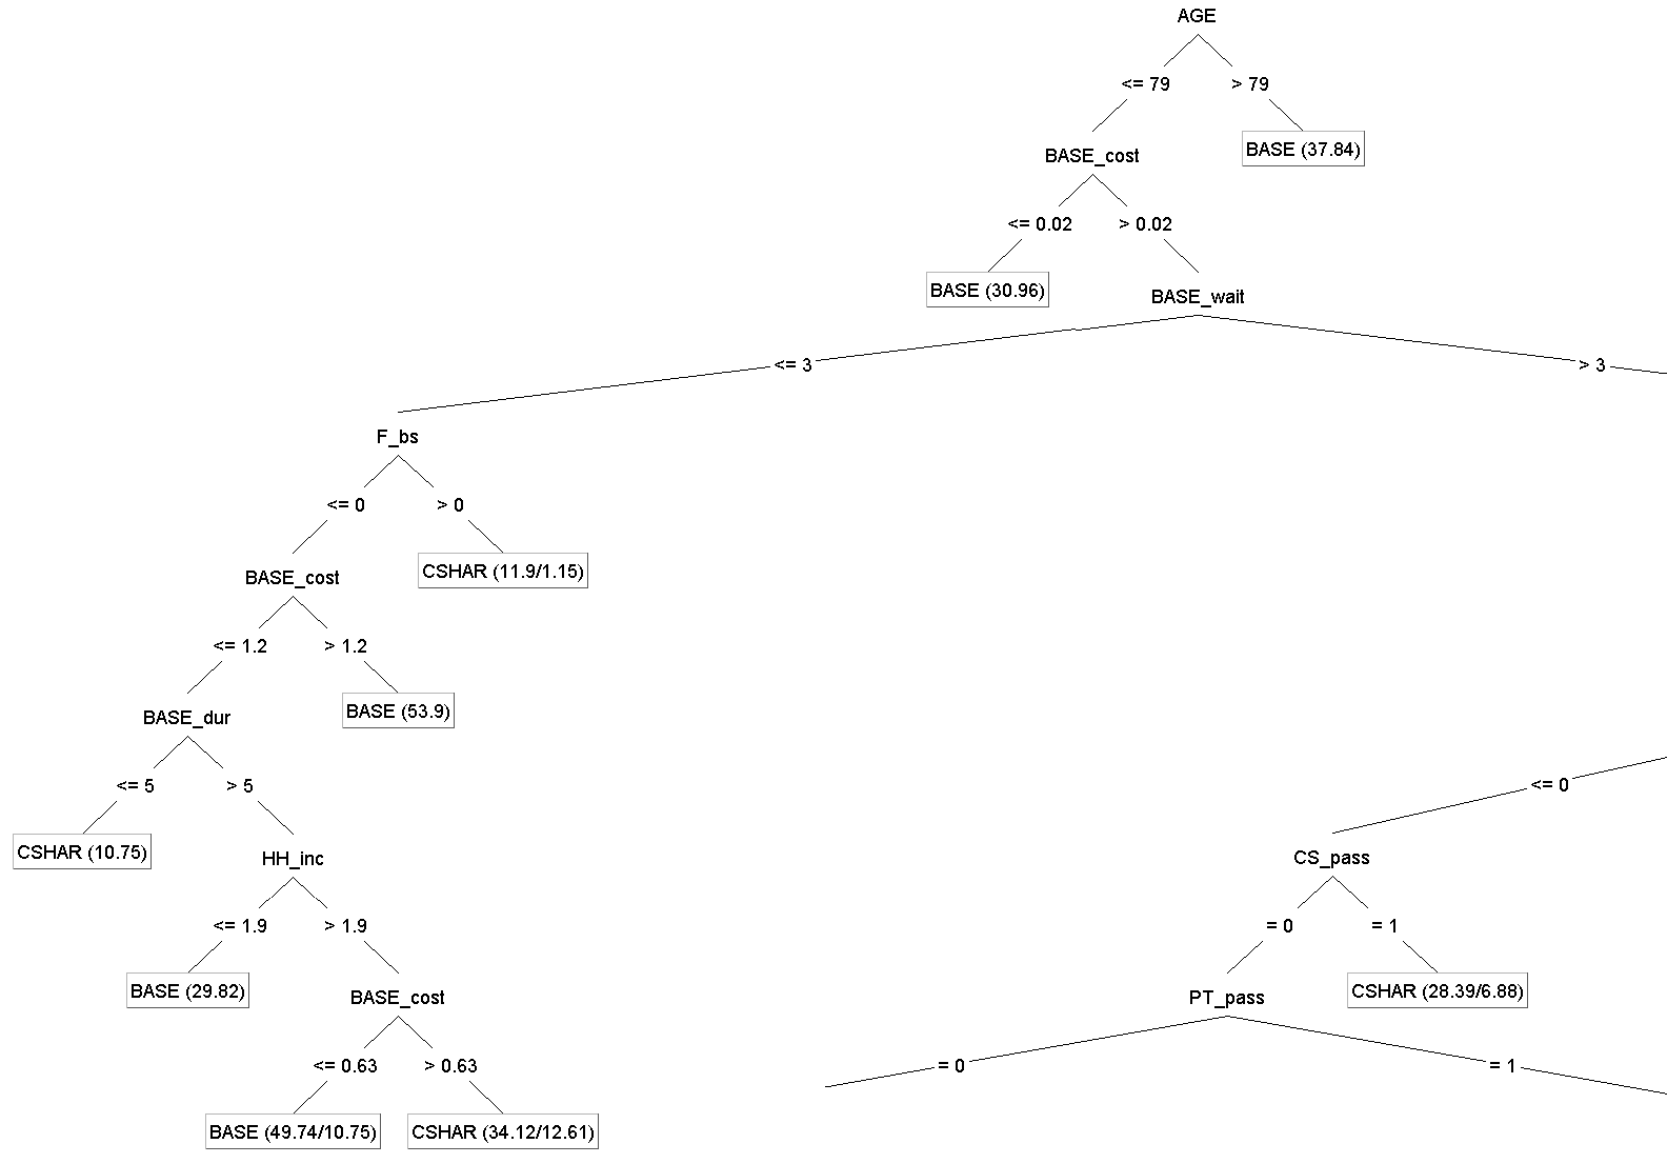 AGE
<= 79
> 79
BASE_cost
BASE (37.84)
<= 0.02
> 0.02
BASE (30.96)
BASE_wait
<= 3
> 3
F_bs
<= 0
> 0
BASE_cost
CSHAR (11.9/1.15)
<= 1.2
> 1.2
BASE_dur
BASE (53.9)
<= 5
> 5
<= 0
CSHAR (10.75)
HH_inc
CS_pass
<= 1.9
> 1.9
= 0
= 1
BASE (29.82)
BASE_cost
PT_pass
CSHAR (28.39/6.88)
<= 0.63
> 0.63
= 0
= 1
BASE (49.74/10.75)
CSHAR (34.12/12.61)